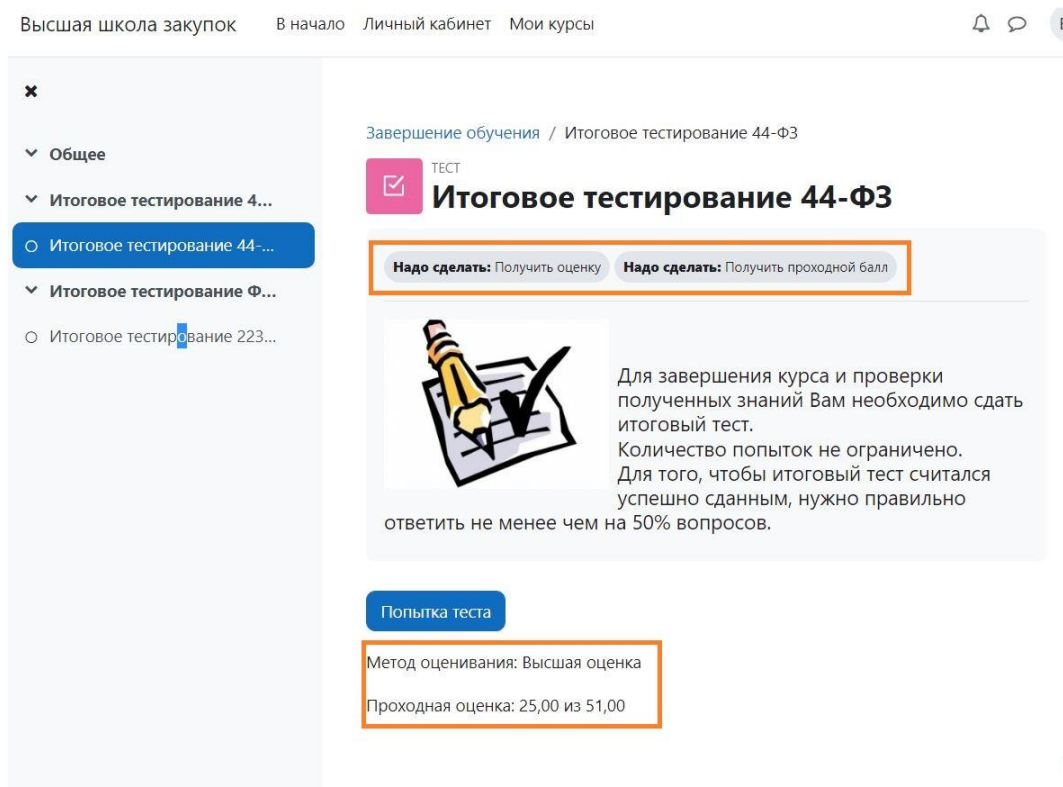 Высшая школа закупок В начало Личный кабинет Мои курсы
Общее
Итоговое тестирование 4...
Итоговое тестирование 44-...
Итоговое тестирование Ф...
Итоговое тестирование 223...
Завершение обучения / Итоговое тестирование 44-ФЗ
ТЕСТ
Итоговое тестирование 44-ФЗ
Надо сделать: Получить оценку Надо сделать: Получить проходной балл
Для завершения курса и проверки
полученных знаний Вам необходимо сдать
итоговый тест.
Количество попыток не ограничено.
Для того, чтобы итоговый тест считался
успешно сданным, нужно правильно
ответить не менее чем на 50% вопросов.
Попытка теста
Метод оценивания: Высшая оценка
Проходная оценка: 25,00 из 51,00